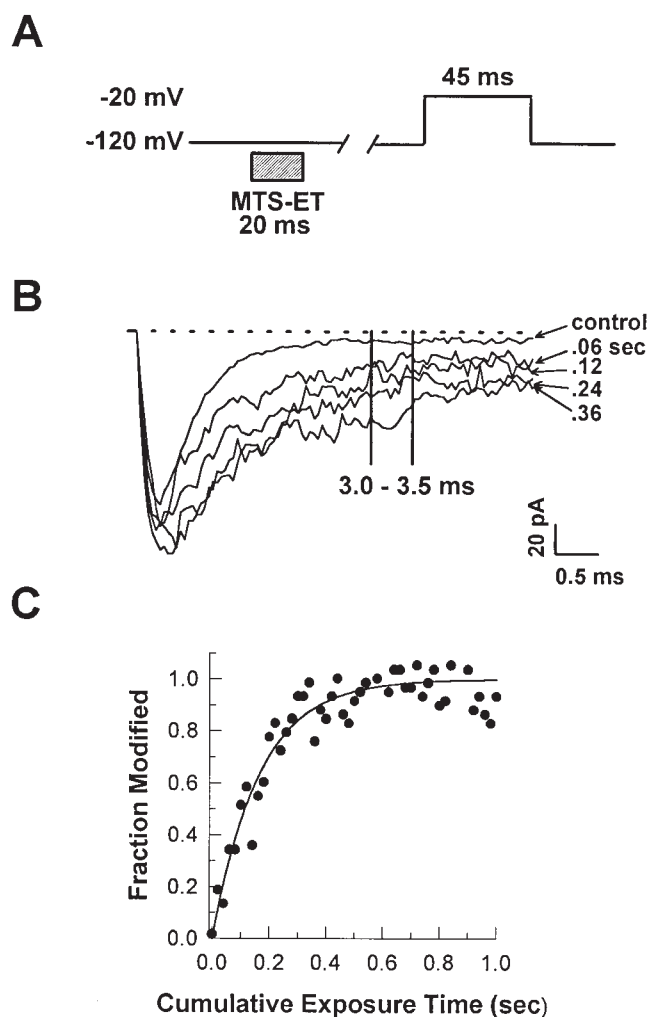 A
45 ms
-20 mV
-120 mV
MTS-ET
20 ms
B
control
.06 sec
.12
.24
.36
3.0 - 3.5 ms
20 pA
0.5 ms
C
Fraction Modified
1.0
0.8
0.6
0.4
0.2
0.0
0.0 0.2 0.4 0.6 0.8 1.0
Cumulative Exposure Time (sec)